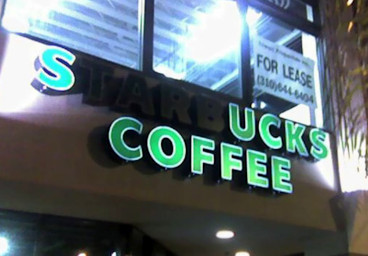 FOR LEASE
(310)644-6404
STARBUCKS
COFFEE